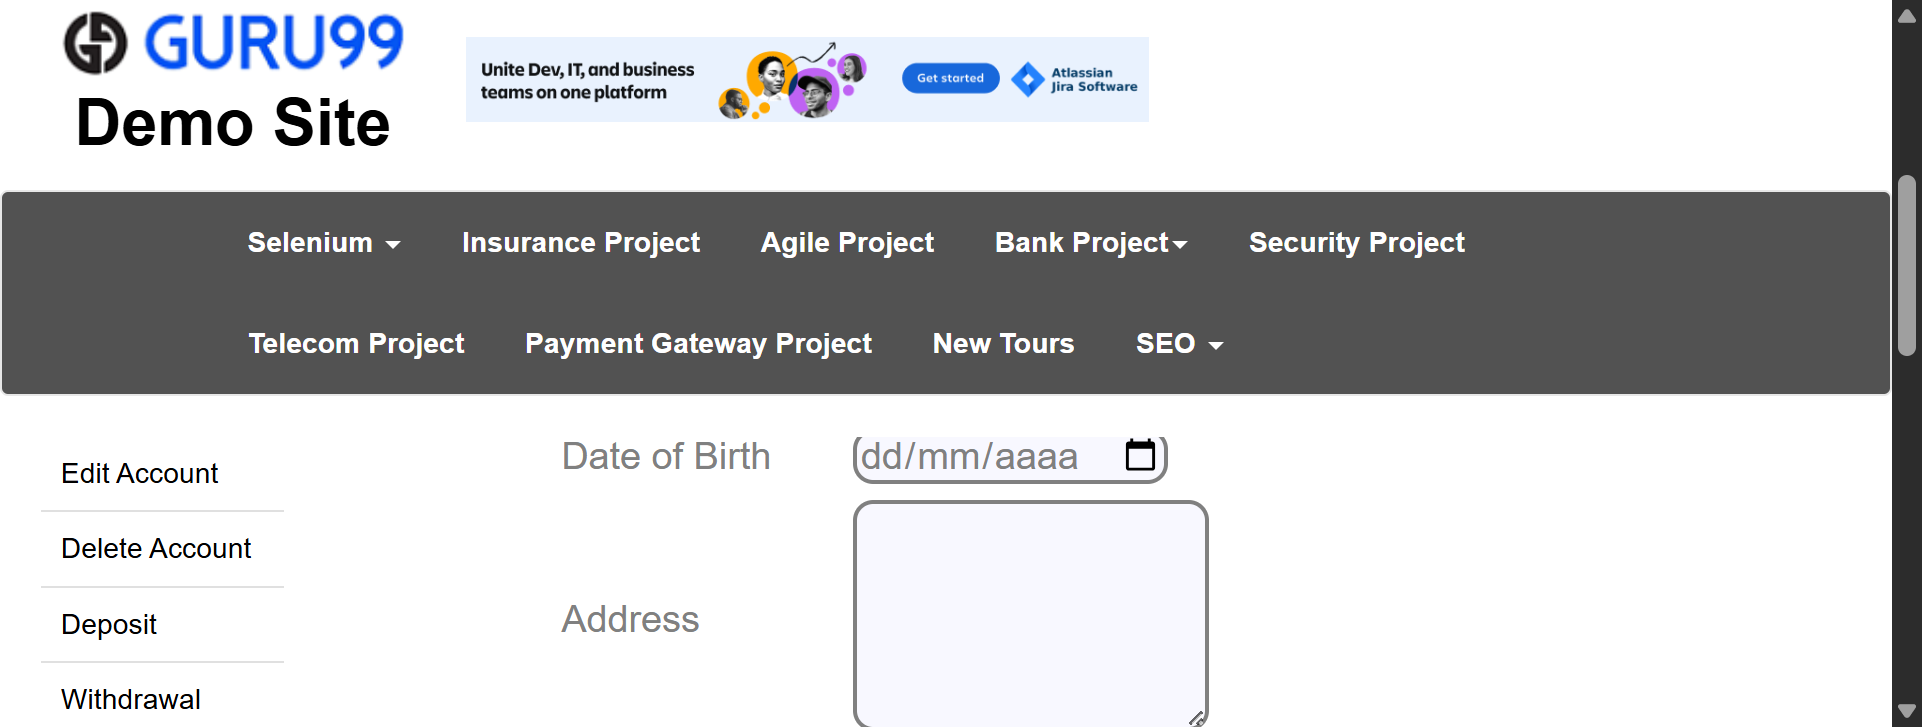 GURU99
Demo Site
Unite Dev, IT, and business
teams on one platform
Get started
Atlassian
Jira Software
Selenium
Insurance Project
Agile Project
Bank Project
Security Project
Telecom Project
Payment Gateway Project
New Tours
SEO
Edit Account
Delete Account
Deposit
Withdrawal
Date of Birth
dd/mm/aaaa
Address